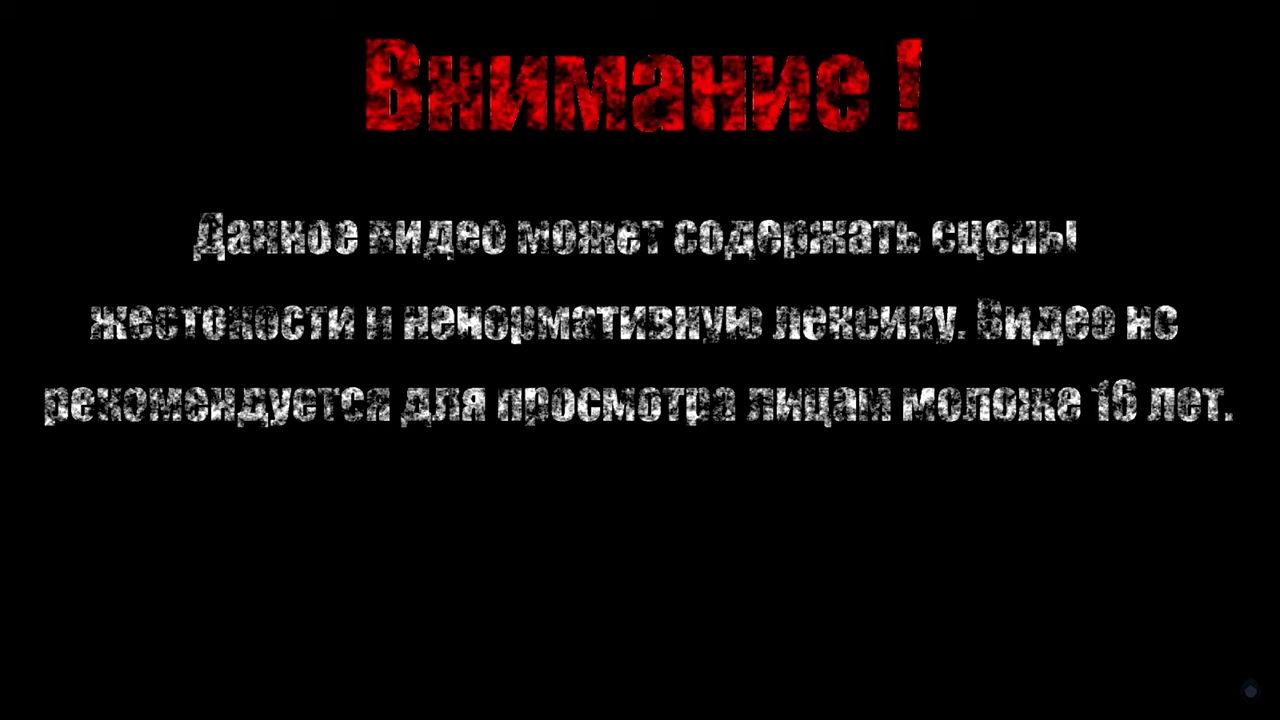 Внимание !
Данное видео может содержать сцены
жестокости и ненормативную лексику. Видео не
рекомендуется для просмотра лицам моложе 16 лет.